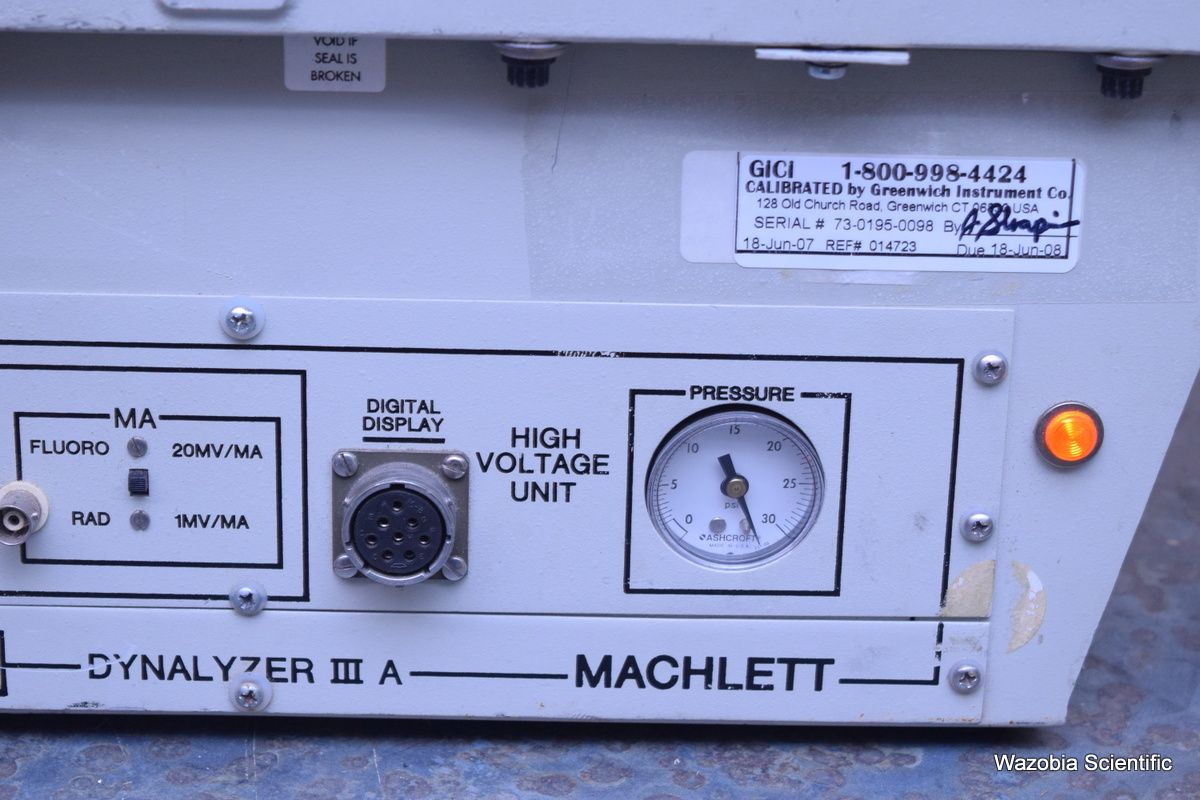 VOID IF
SEAL IS
BROKEN
GICI 1-800-998-4424
CALIBRATED by Greenwich Instrument Co.
128 Old Church Road, Greenwich CT USA
SERIAL # 73-0195-0098 By
18-Jun-07 REF# 014723 Due 18-Jun-08
MA
FLUORO 20MV/MA
RAD 1MV/MA
DIGITAL
DISPLAY
HIGH
VOLTAGE
UNIT
PRESSURE
0 5 10 15 20 25 30
psi
ASHCROFT
MADE IN U.S.A.
DYNALYZER III A
MACHLETT
Wazobia Scientific